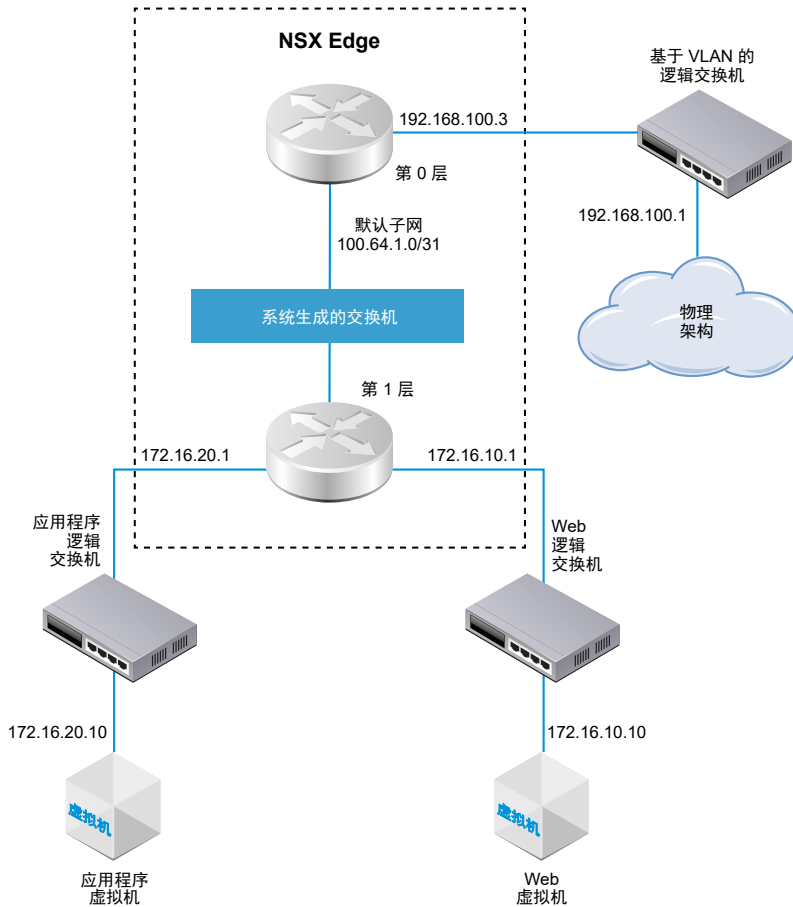 NSX Edge
基于 VLAN 的
逻辑交换机
192.168.100.3
第 0 层
192.168.100.1
默认子网
100.64.1.0/31
物理
架构
系统生成的交换机
第 1 层
172.16.20.1
172.16.10.1
应用程序
逻辑
交换机
Web
逻辑
交换机
172.16.20.10
172.16.10.10
虚拟机
虚拟机
应用程序
虚拟机
Web
虚拟机